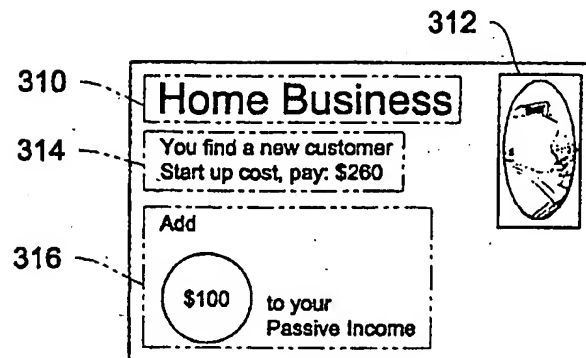 312
310
Home Business
314
You find a new customer
Start up cost, pay: $260
Add
316
$100
to your
Passive Income